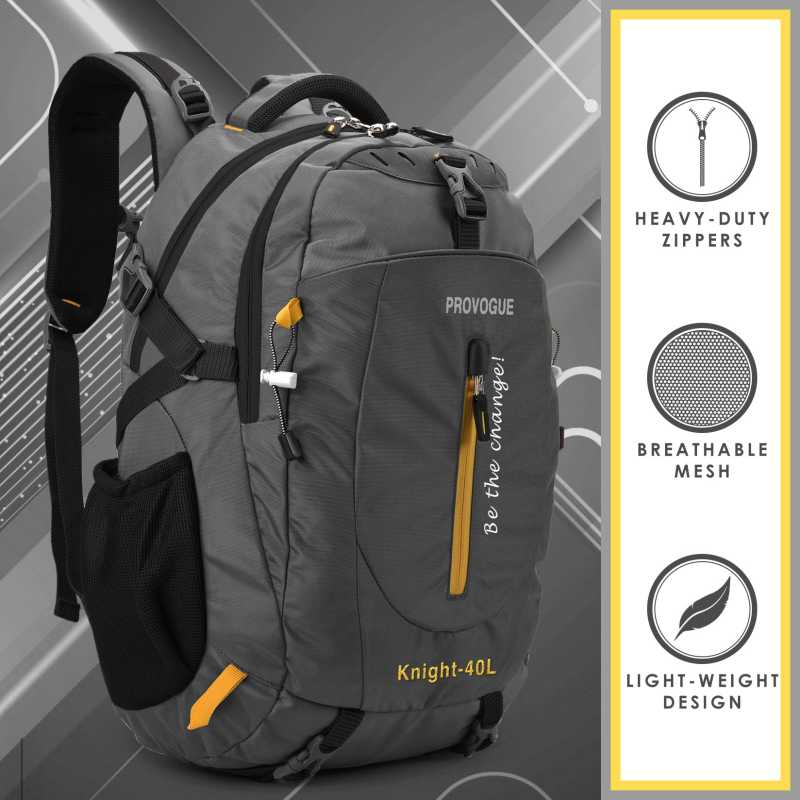 PROVOGUE
Be the change!
Knight-40L
HEAVY-DUTY
ZIPPERS
BREATHABLE
MESH
LIGHT-WEIGHT
DESIGN